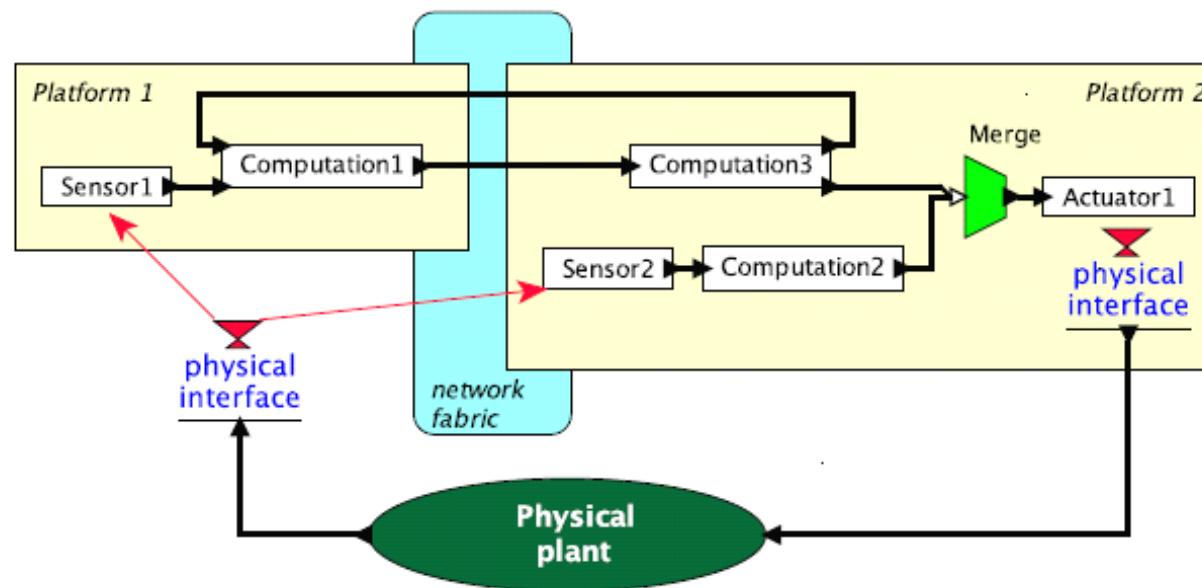 Platform 1
Platform 2
Merge
Computation1
Computation3
Sensor1
Actuator1
Sensor2
Computation2
physical
interface
physical
interface
network
fabric
Physical
plant